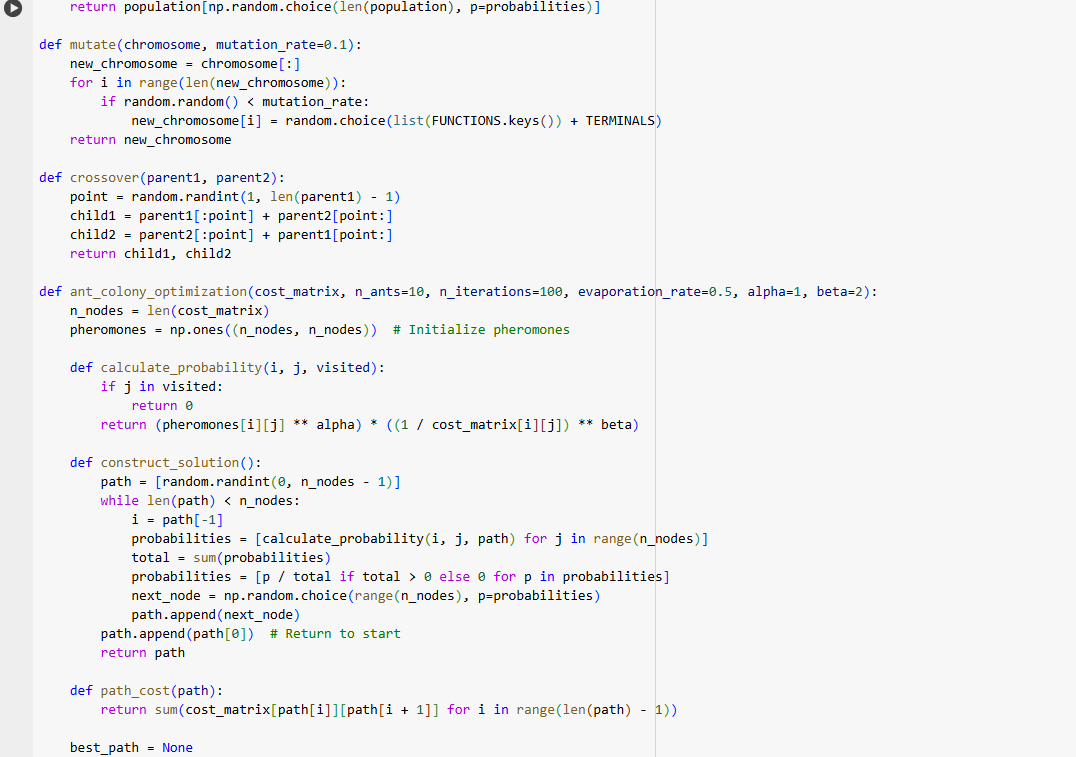 return population[np.random.choice(len(population), p=probabilities)]

def mutate(chromosome, mutation_rate=0.1):
    new_chromosome = chromosome[:]
    for i in range(len(new_chromosome)):
        if random.random() < mutation_rate:
            new_chromosome[i] = random.choice(list(FUNCTIONS.keys()) + TERMINALS)
    return new_chromosome

def crossover(parent1, parent2):
    point = random.randint(1, len(parent1) - 1)
    child1 = parent1[:point] + parent2[point:]
    child2 = parent2[:point] + parent1[point:]
    return child1, child2

def ant_colony_optimization(cost_matrix, n_ants=10, n_iterations=100, evaporation_rate=0.5, alpha=1, beta=2):
    n_nodes = len(cost_matrix)
    pheromones = np.ones((n_nodes, n_nodes))  # Initialize pheromones

    def calculate_probability(i, j, visited):
        if j in visited:
            return 0
        return (pheromones[i][j] ** alpha) * ((1 / cost_matrix[i][j]) ** beta)

    def construct_solution():
        path = [random.randint(0, n_nodes - 1)]
        while len(path) < n_nodes:
            i = path[-1]
            probabilities = [calculate_probability(i, j, path) for j in range(n_nodes)]
            total = sum(probabilities)
            probabilities = [p / total if total > 0 else 0 for p in probabilities]
            next_node = np.random.choice(range(n_nodes), p=probabilities)
            path.append(next_node)
        path.append(path[0])  # Return to start
        return path

    def path_cost(path):
        return sum(cost_matrix[path[i]][path[i + 1]] for i in range(len(path) - 1))

    best_path = None